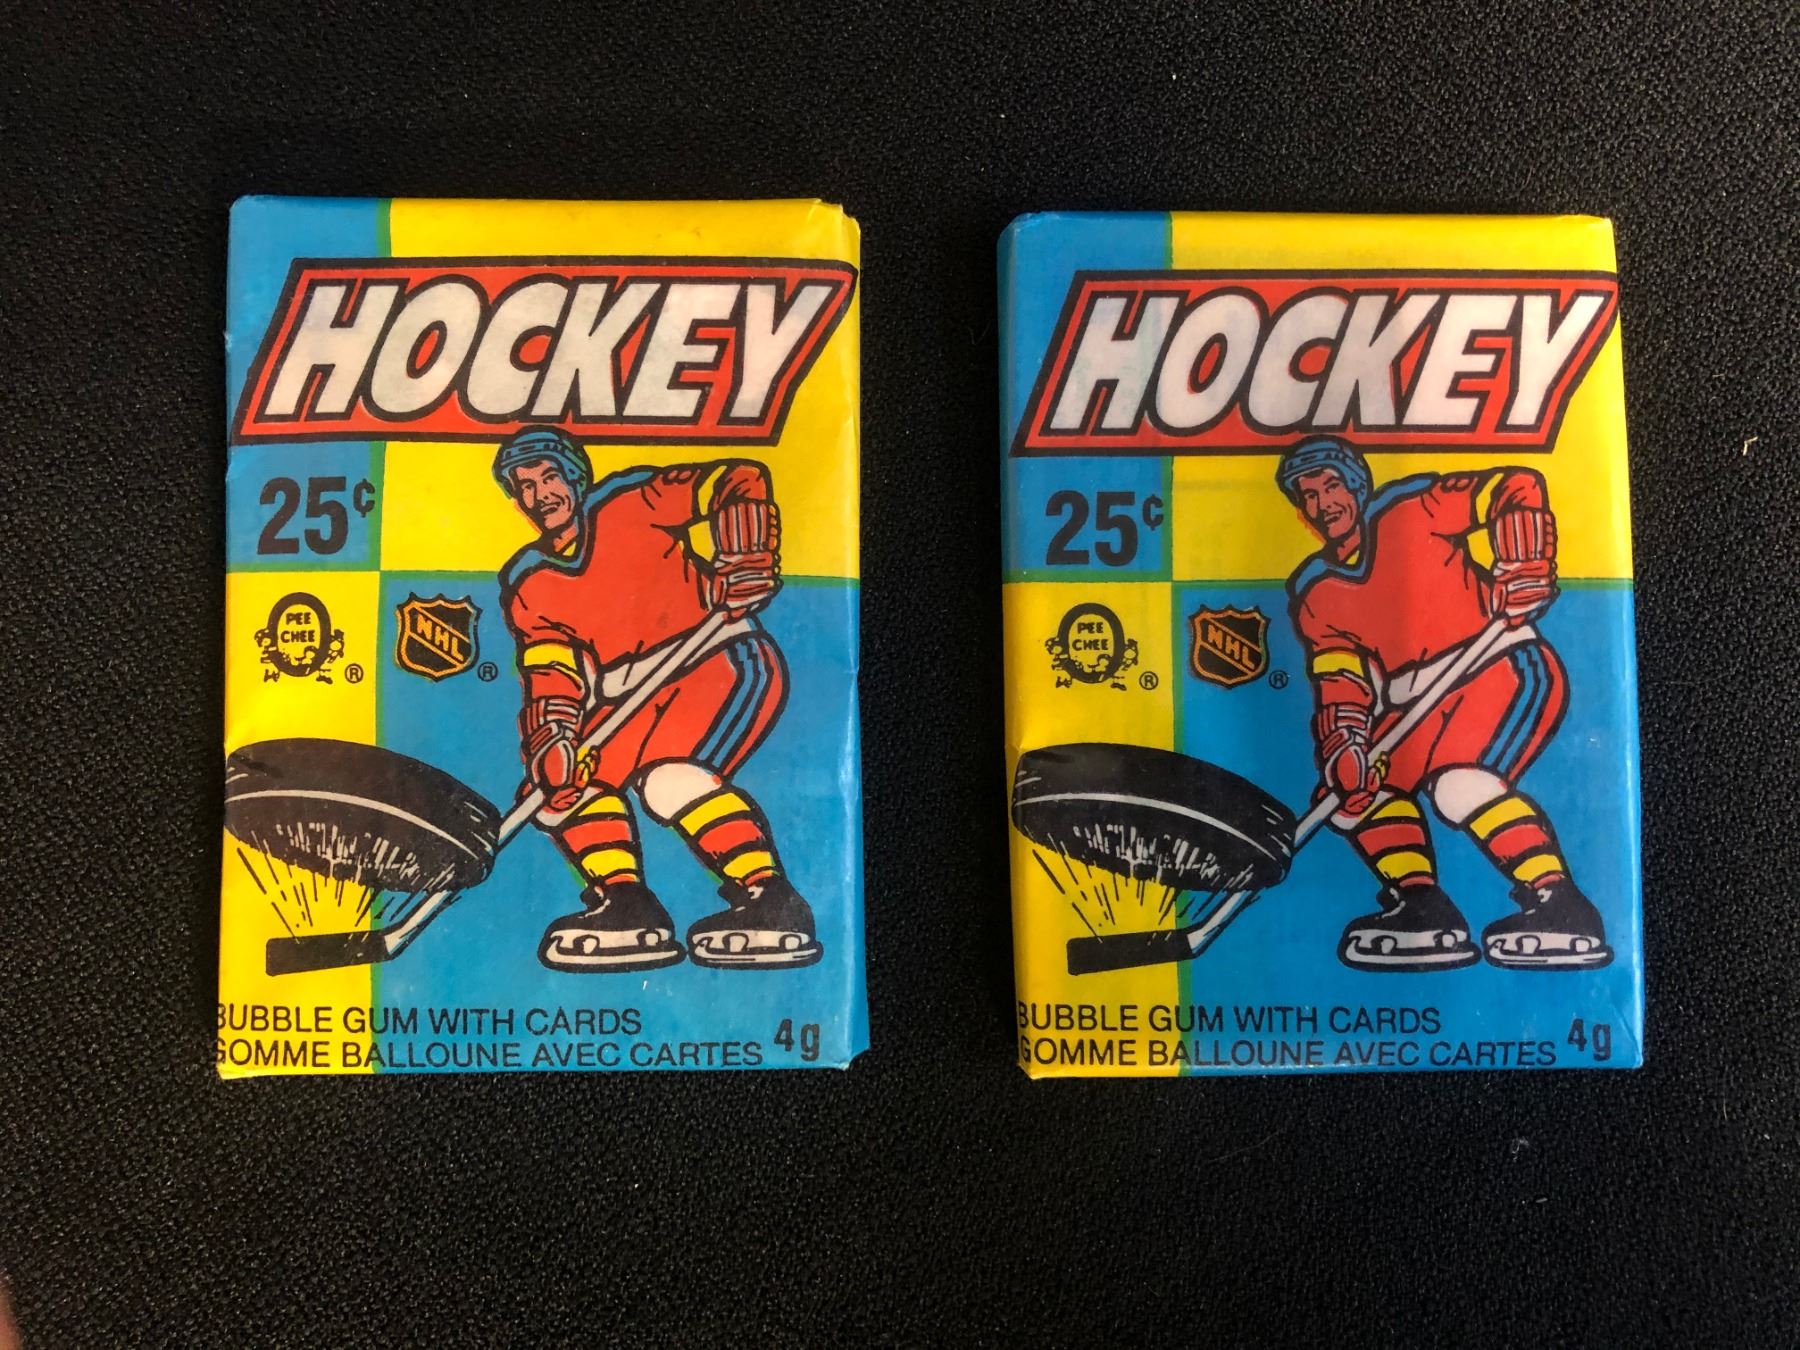 HOCKEY
25¢
PEE
CHEE
®
NHL
®
BUBBLE GUM WITH CARDS
GOMME BALLOUNE AVEC CARTES 4g
HOCKEY
25¢
PEE
CHEE
®
NHL
®
BUBBLE GUM WITH CARDS
GOMME BALLOUNE AVEC CARTES 4g